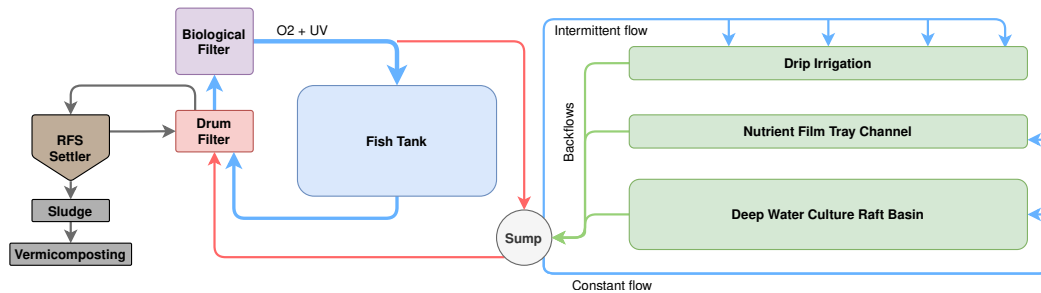 Biological
Filter
O2 + UV
Intermittent flow
Drip Irrigation
RFS
Settler
Drum
Filter
Fish Tank
Backflows
Nutrient Film Tray Channel
Sludge
Deep Water Culture Raft Basin
Sump
Vermicomposting
Constant flow